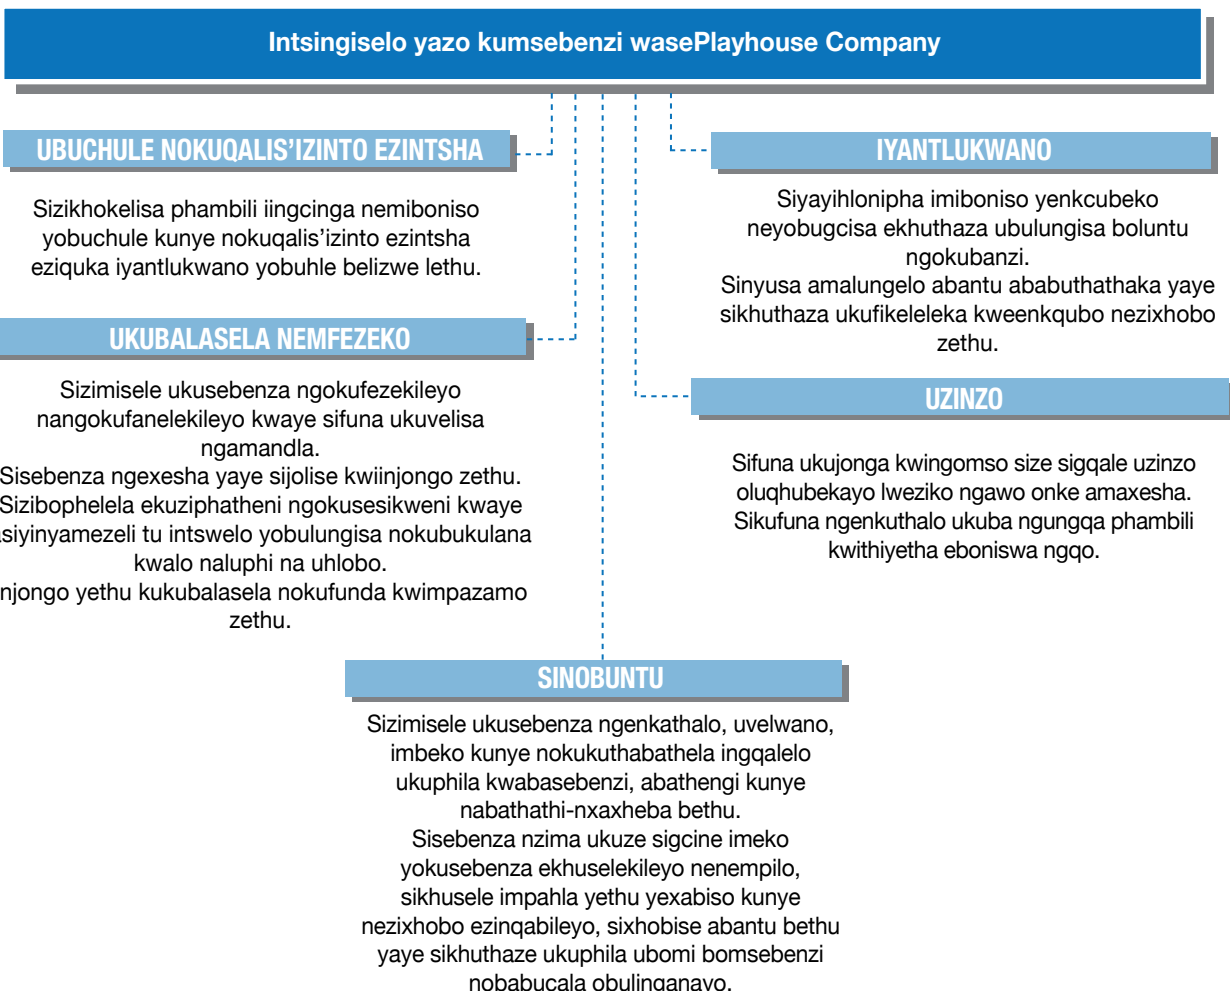 Intsingiselo yazo kumsebenzi wasePlayhouse Company
UBUCHULE NOKUQALIS’IZINTO EZINTSHA
Sizikhokelisa phambili iingcinga nemiboniso
yobuchule kunye nokuqalis’izinto ezintsha
eziquka iyantlukwano yobuhle belizwe lethu.
UKUBALASELA NEMFEZEKO
Sizimisele ukusebenza ngokufezekileyo
nangokufanelekileyo kwaye sifuna ukuvelisa
ngamandla.
Sisebenza ngexesha yaye sijolise kwiinjongo zethu.
Sizibophelela ekuziphatheni ngokusesikweni kwaye
asiyinyamezeli tu intswelo yobulungisa nokubukulana
kwalo naluphi na uhlobo.
njongo yethu kukubalasela nokufunda kwimpazamo
zethu.
IYANTLUKWANO
Siyayihlonipha imiboniso yenkcubeko
neyobugcisa ekhuthaza ubulungisa boluntu
ngokubanzi.
Sinyusa amalungelo abantu ababuthathaka yaye
sikhuthaza ukufikeleleka kweenkqubo nezixhobo
zethu.
UZINZO
Sifuna ukujonga kwingomso size sigqale uzinzo
oluqhubekayo lweziko ngawo onke amaxesha.
Sikufuna ngenkuthalo ukuba ngungqa phambili
kwithiyetha eboniswa ngqo.
SINOBUNTU
Sizimisele ukusebenza ngenkathalo, uvelwano,
imbeko kunye nokukuthabathela ingqalelo
ukuphila kwabasebenzi, abathengi kunye
nabathathi-nxaxheba bethu.
Sisebenza nzima ukuze sigcine imeko
yokusebenza ekhuselekileyo nenempilo,
sikhusele impahla yethu yexabiso kunye
nezixhobo ezinqabileyo, sixhobise abantu bethu
yaye sikhuthaze ukuphila ubomi bomsebenzi
nobabucala obulinganayo.